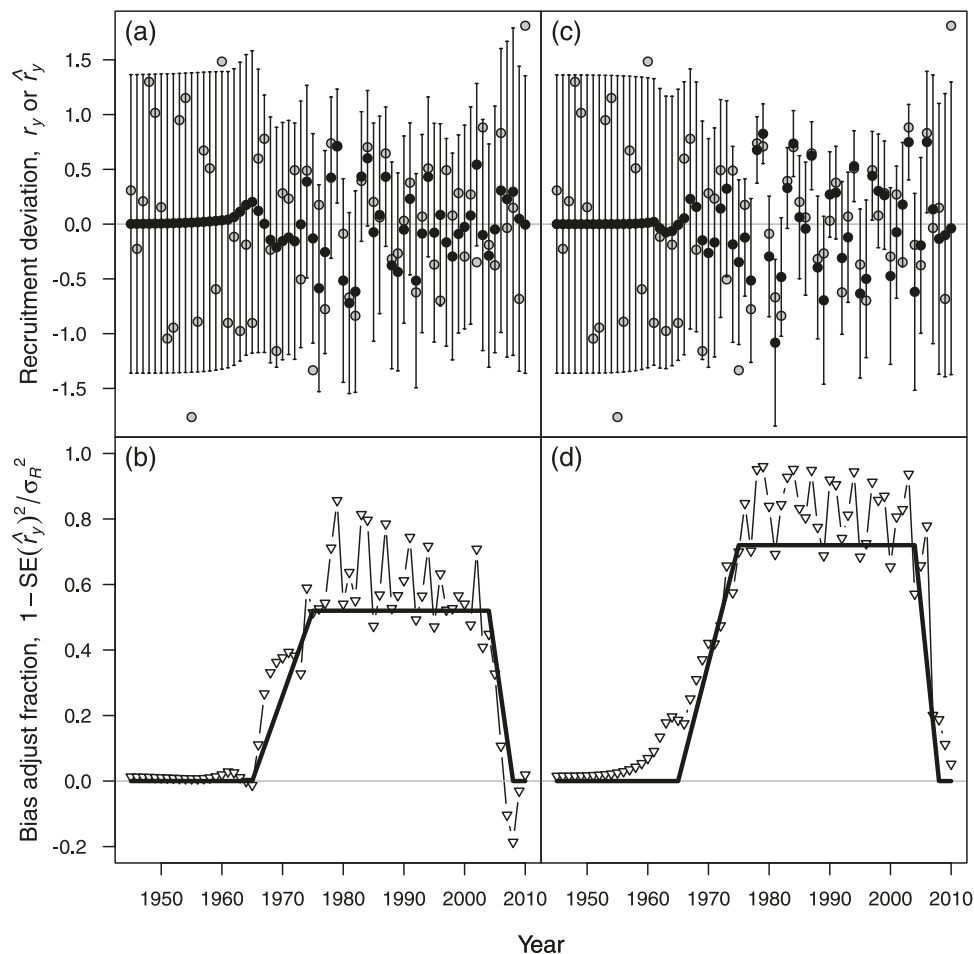 (a)
(c)
Recruitment deviation, r_y or r̂_y
1.5
1.0
0.5
0.0
-0.5
-1.0
-1.5
(b)
(d)
Bias adjust fraction, 1−SE(r̂_y)²/σ_R²
1.0
0.8
0.6
0.4
0.2
0.0
-0.2
1950 1960 1970 1980 1990 2000 2010
1950 1960 1970 1980 1990 2000 2010
Year